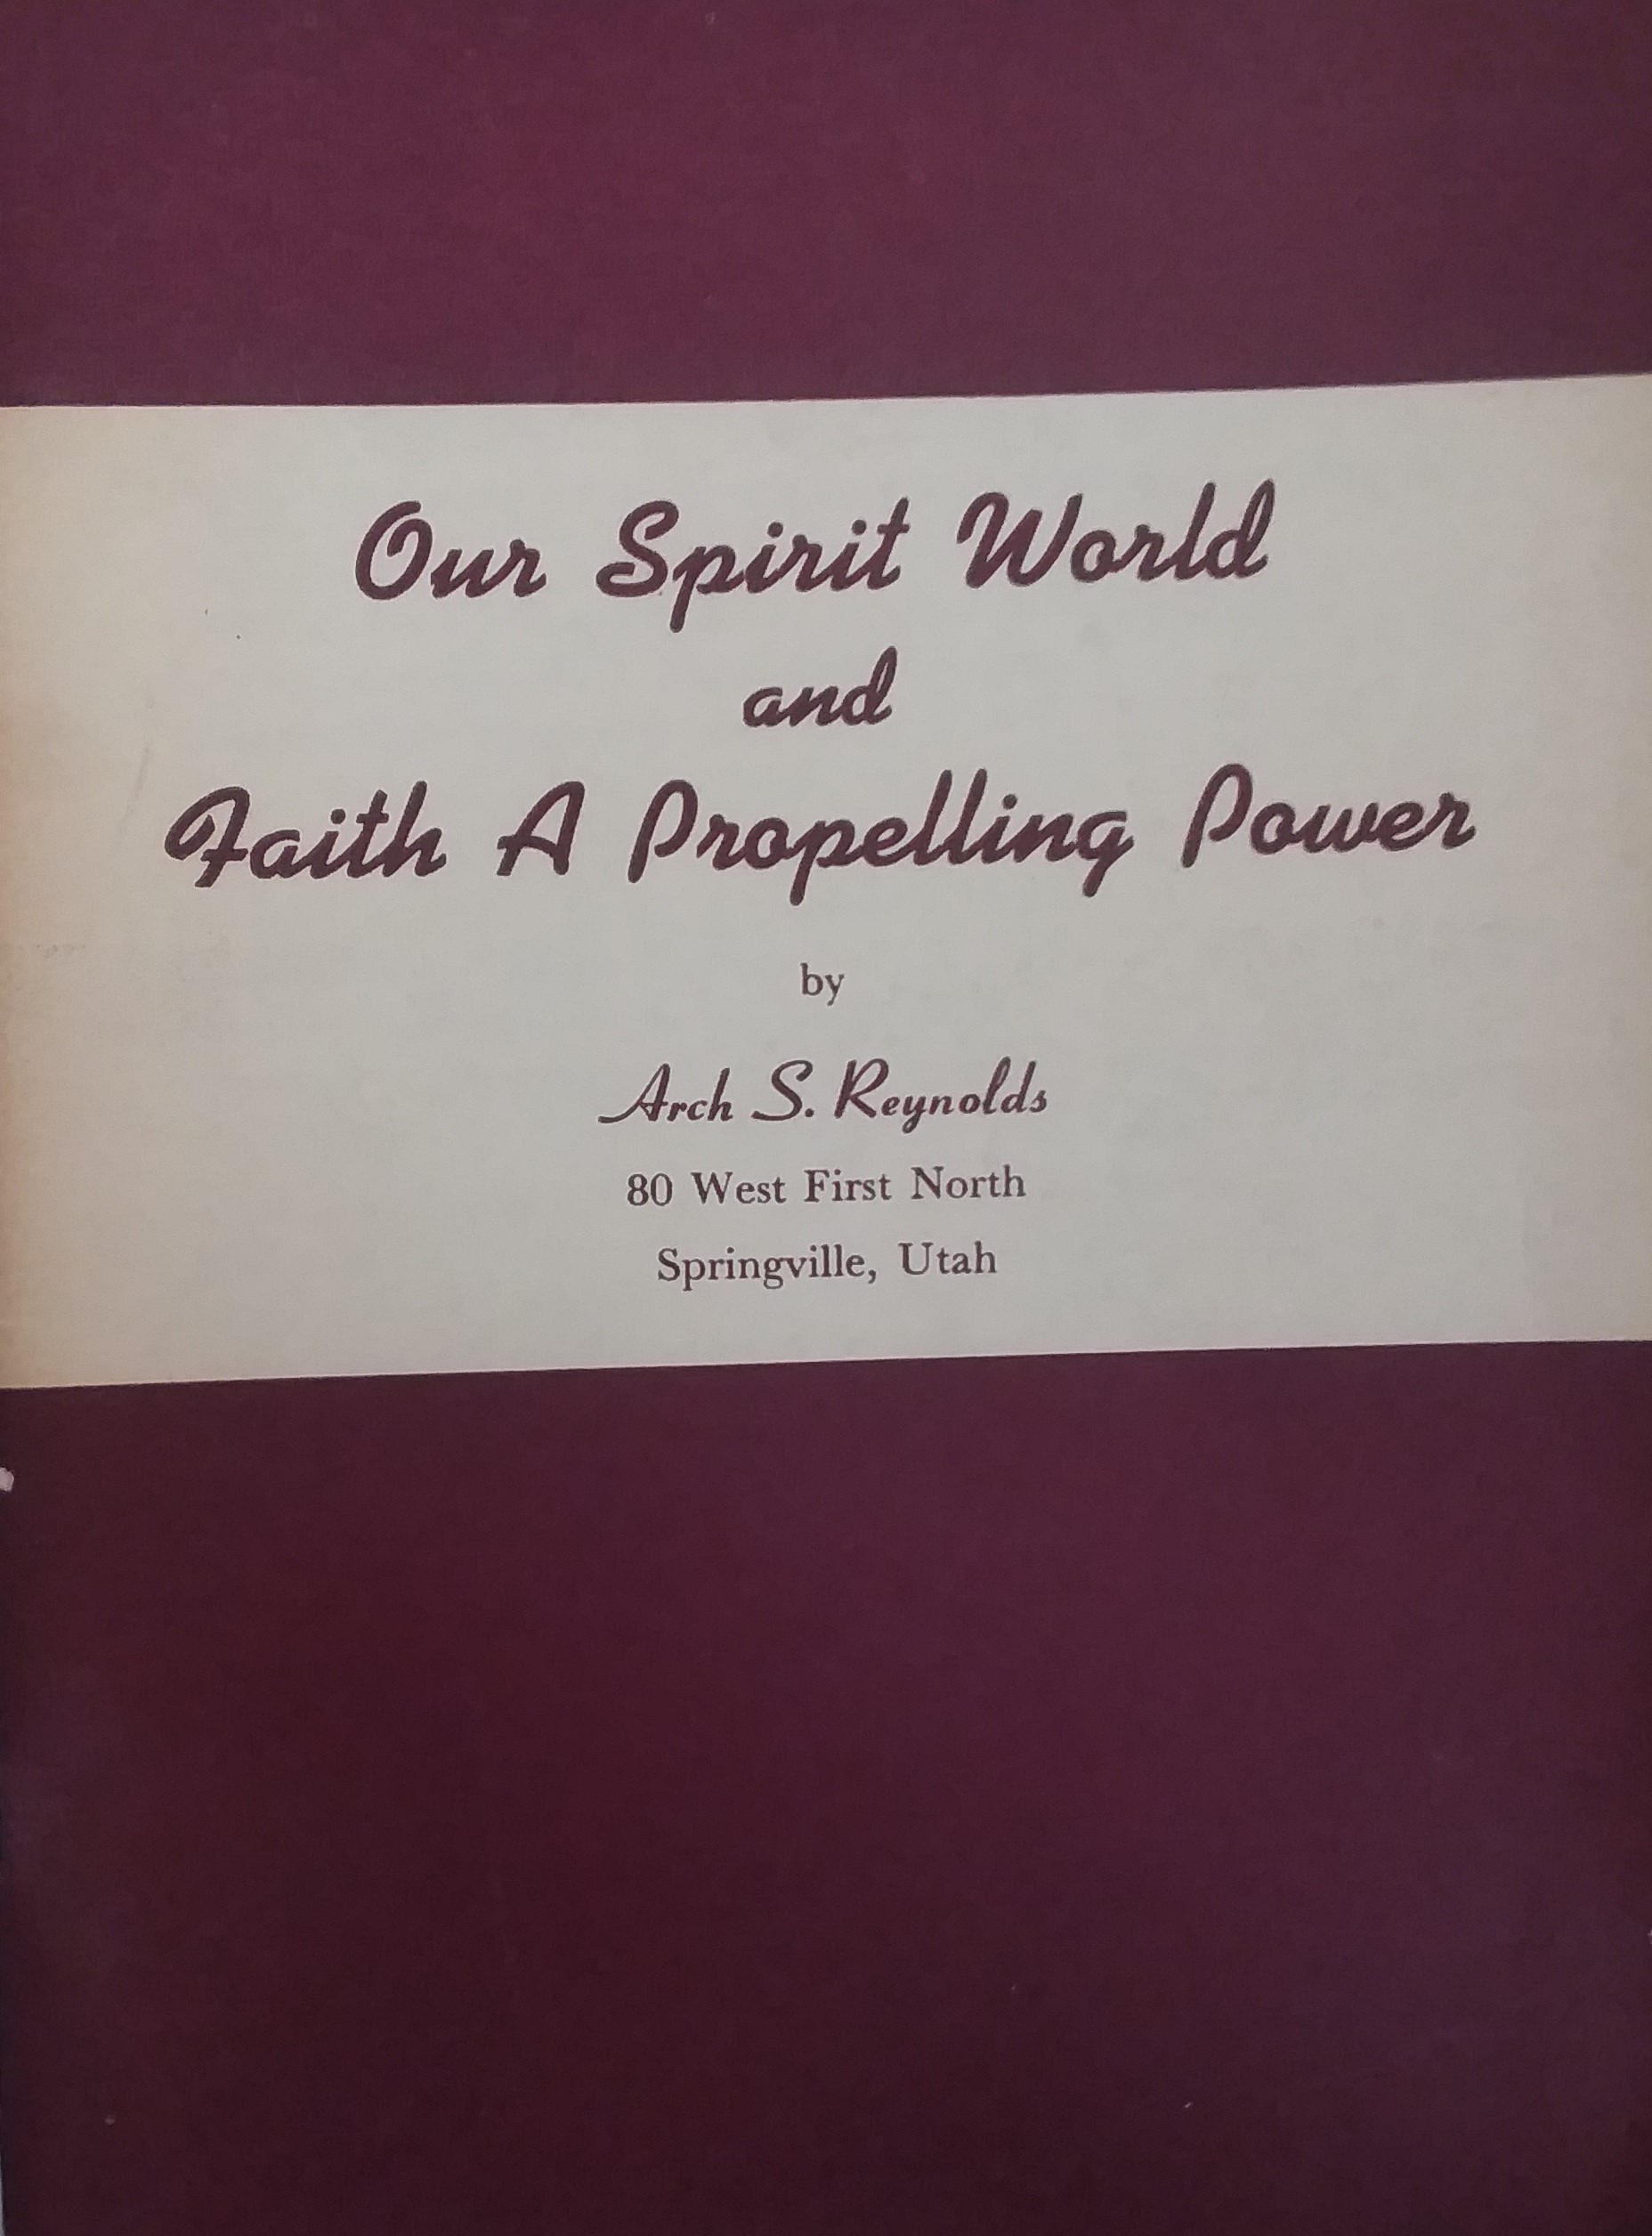 Our Spirit World
and
Faith A Propelling Power
by
Arch S. Reynolds
80 West First North
Springville, Utah